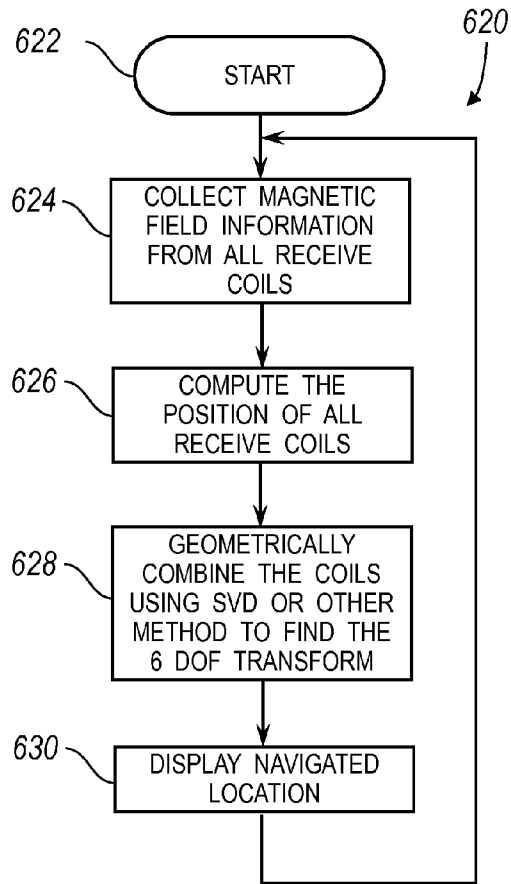 620
622
START
624
COLLECT MAGNETIC
FIELD INFORMATION
FROM ALL RECEIVE
COILS
626
COMPUTE THE
POSITION OF ALL
RECEIVE COILS
628
GEOMETRICALLY
COMBINE THE COILS
USING SVD OR OTHER
METHOD TO FIND THE
6 DOF TRANSFORM
630
DISPLAY NAVIGATED
LOCATION